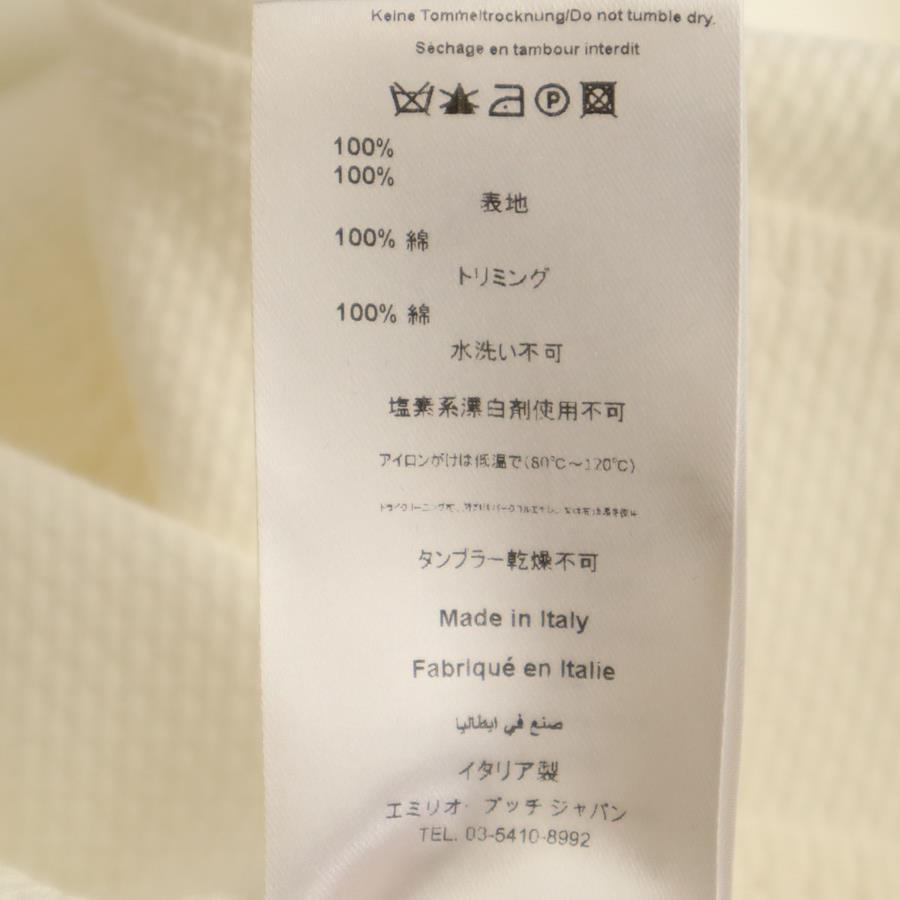 Keine Tommeltrocknung/Do not tumble dry.
Séchage en tambour interdit
P
100%
100%
表地
100% 綿
トリミング
100% 綿
水洗い不可
塩素系漂白剤使用不可
アイロンがけは低温で(80℃～120℃)
タンブラー乾燥不可
Made in Italy
Fabriqué en Italie
صنع في ايطاليا
イタリア製
エミリオ・プッチ ジャパン
TEL. 03-5410-8992